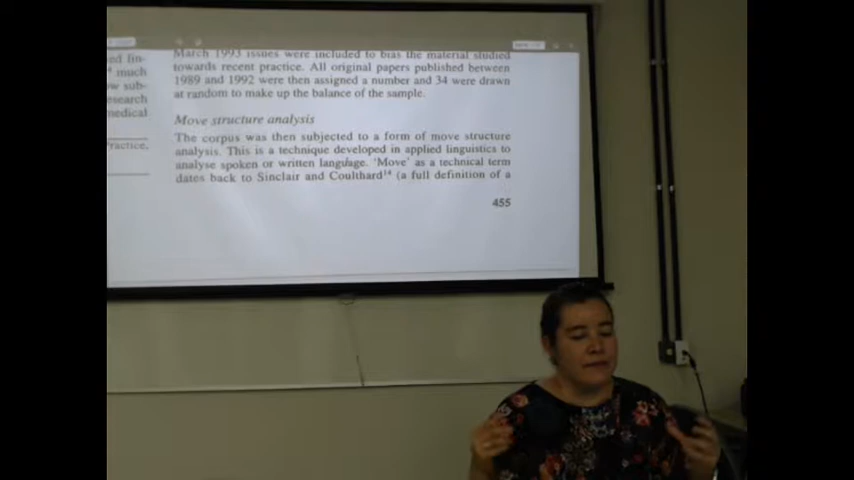 much
esearch
medical
March 1993 issues were included to bias the material studied
towards recent practice. All original papers published between
1989 and 1992 were then assigned a number and 34 were drawn
at random to make up the balance of the sample.
Move structure analysis
The corpus was then subjected to a form of move structure
analysis. This is a technique developed in applied linguistics to
analyse spoken or written language. 'Move' as a technical term
dates back to Sinclair and Coulthard¹⁴ (a full definition of a
455